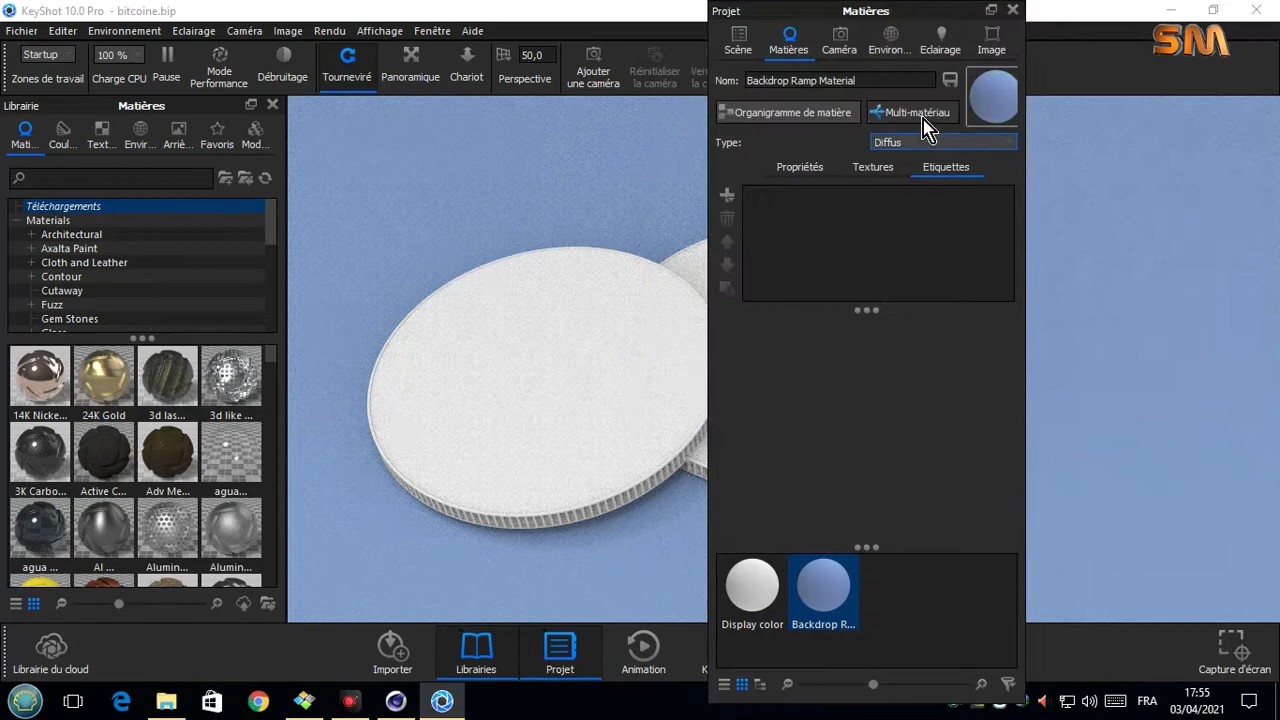 KeyShot 10.0 Pro - bitcoine.bip
Fichier Editer Environnement Eclairage Caméra Image Rendu Affichage Fenêtre Aide
Startup
100 %
50,0
Zones de travail
Charge CPU
Pause
Mode Performance
Débruitage
Tourneviré
Panoramique
Chariot
Perspective
Ajouter une caméra
Réinitialiser la caméra
SM
Librairie
Matières
Mati...
Coul...
Text...
Envir...
Arriè...
Favoris
Mod...
Téléchargements
Materials
Architectural
Axalta Paint
Cloth and Leather
Contour
Cutaway
Fuzz
Gem Stones
14K Nicke...
24K Gold
3d las...
3d like ...
3K Carbo...
Active C...
Adv Me...
agua...
agua ...
Al ...
Alumin...
Alumin...
Projet
Matières
Scène
Matières
Caméra
Environ...
Eclairage
Image
Nom:
Backdrop Ramp Material
Organigramme de matière
Multi-matériau
Type:
Diffus
Propriétés
Textures
Etiquettes
Display color
Backdrop R...
Librairie du cloud
Importer
Librairies
Projet
Animation
Capture d'écran
FRA
17:55
03/04/2021